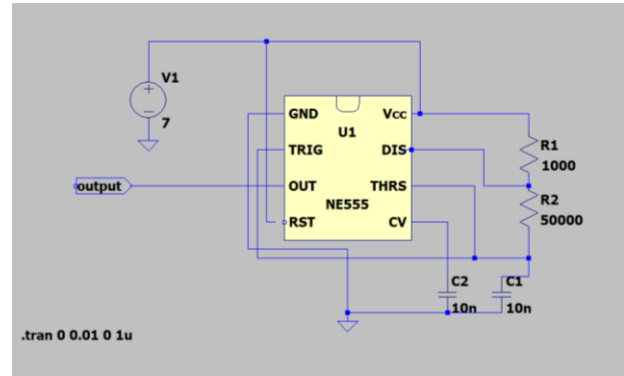 V1
7
GND
Vcc
U1
TRIG
DIS
R1
1000
output
OUT
THRS
NE555
RST
CV
R2
50000
C2
10n
C1
10n
.tran 0 0.01 0 1u